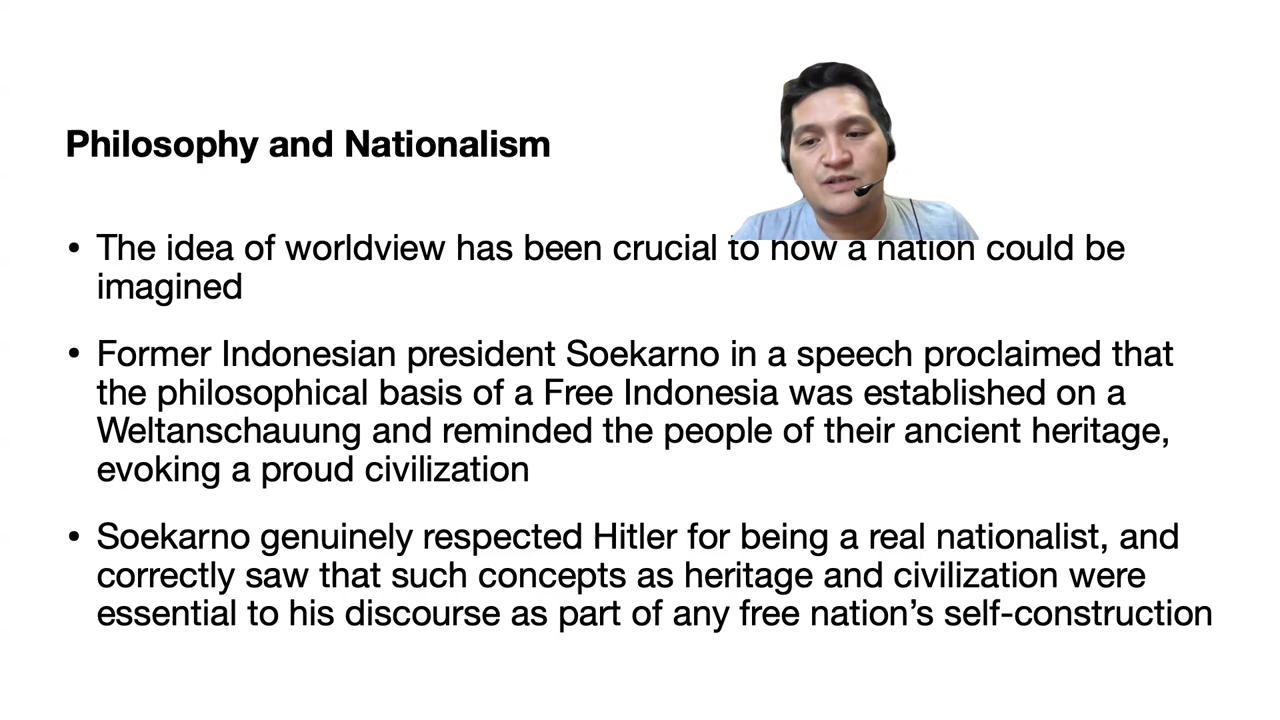 Philosophy and Nationalism
• The idea of worldview has been crucial to how a nation could be
imagined
• Former Indonesian president Soekarno in a speech proclaimed that
the philosophical basis of a Free Indonesia was established on a
Weltanschauung and reminded the people of their ancient heritage,
evoking a proud civilization
• Soekarno genuinely respected Hitler for being a real nationalist, and
correctly saw that such concepts as heritage and civilization were
essential to his discourse as part of any free nation’s self-construction